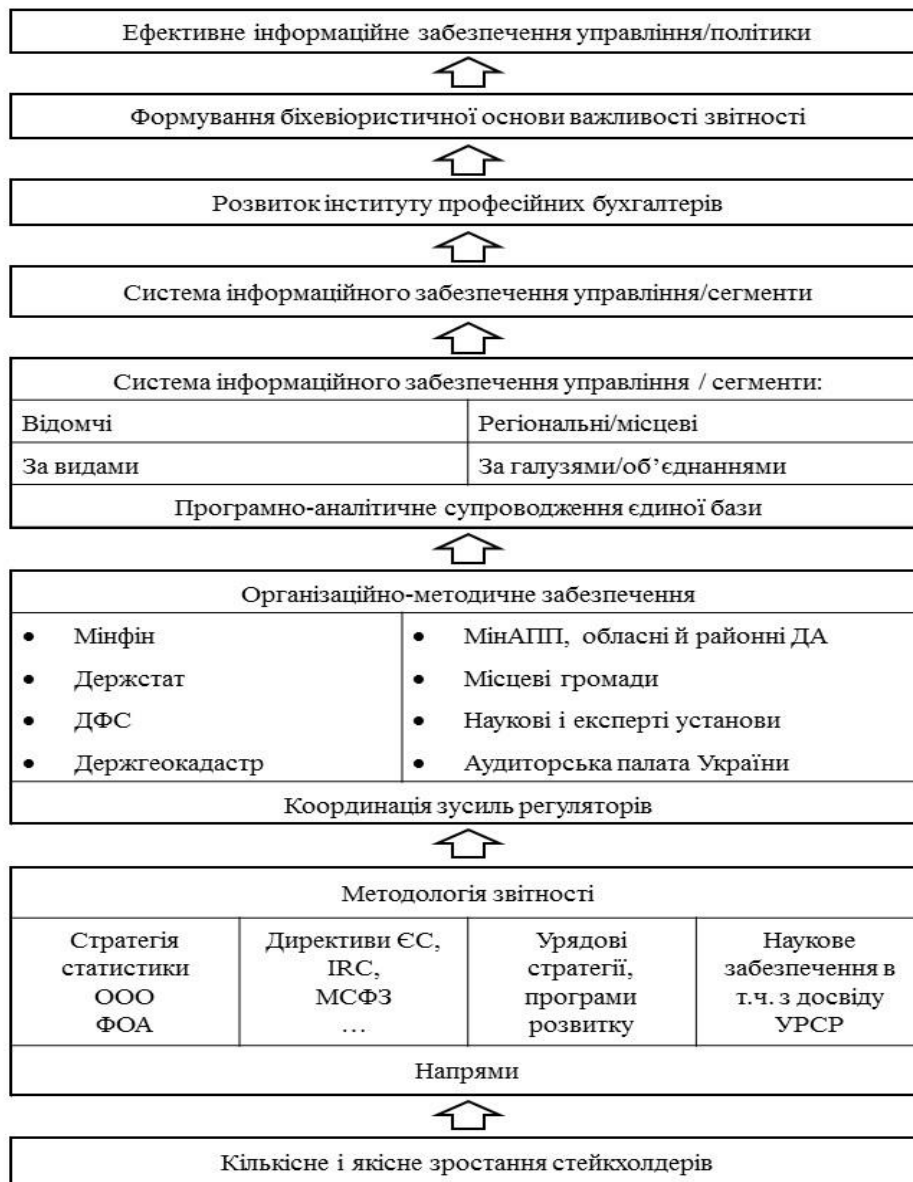 Ефективне інформаційне забезпечення управління/політики
Формування біхевіористичної основи важливості звітності
Розвиток інституту професійних бухгалтерів
Система інформаційного забезпечення управління/сегменти
Система інформаційного забезпечення управління / сегменти:
Відомчі
Регіональні/місцеві
За видами
За галузями/об’єднаннями
Програмно-аналітичне супроводження єдиної бази
Організаційно-методичне забезпечення
• Мінфін
• Держстат
• ДФС
• Держгеокадастр
• МінАПП, обласні й районні ДА
• Місцеві громади
• Наукові і експерті установи
• Аудиторська палата України
Координація зусиль регуляторів
Методологія звітності
Стратегія
статистики
ООО
ФОА
Директиви ЄС,
IRC,
МСФЗ
…
Урядові
стратегії,
програми
розвитку
Наукове
забезпечення в
т.ч. з досвіду
УРСР
Напрями
Кількісне і якісне зростання стейкхолдерів